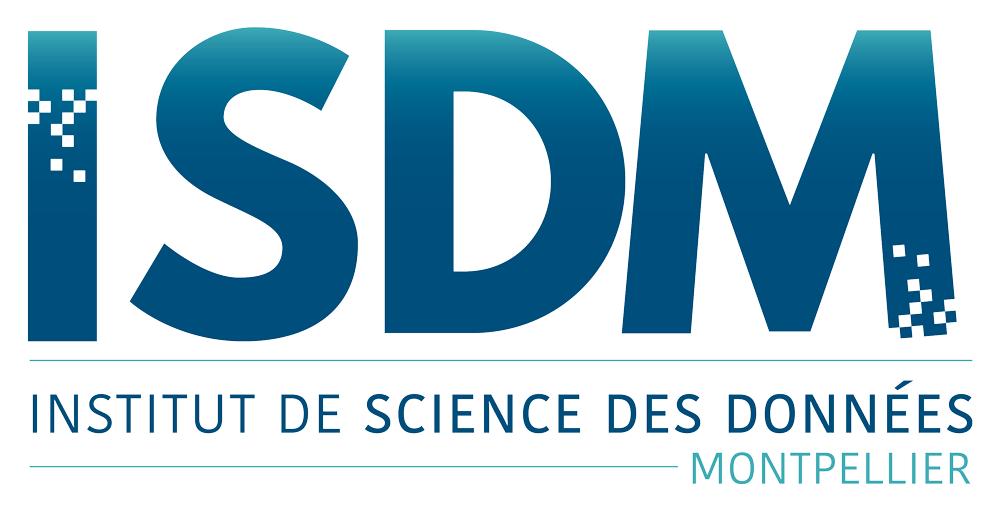 ISDM
INSTITUT DE SCIENCE DES DONNÉES
MONTPELLIER